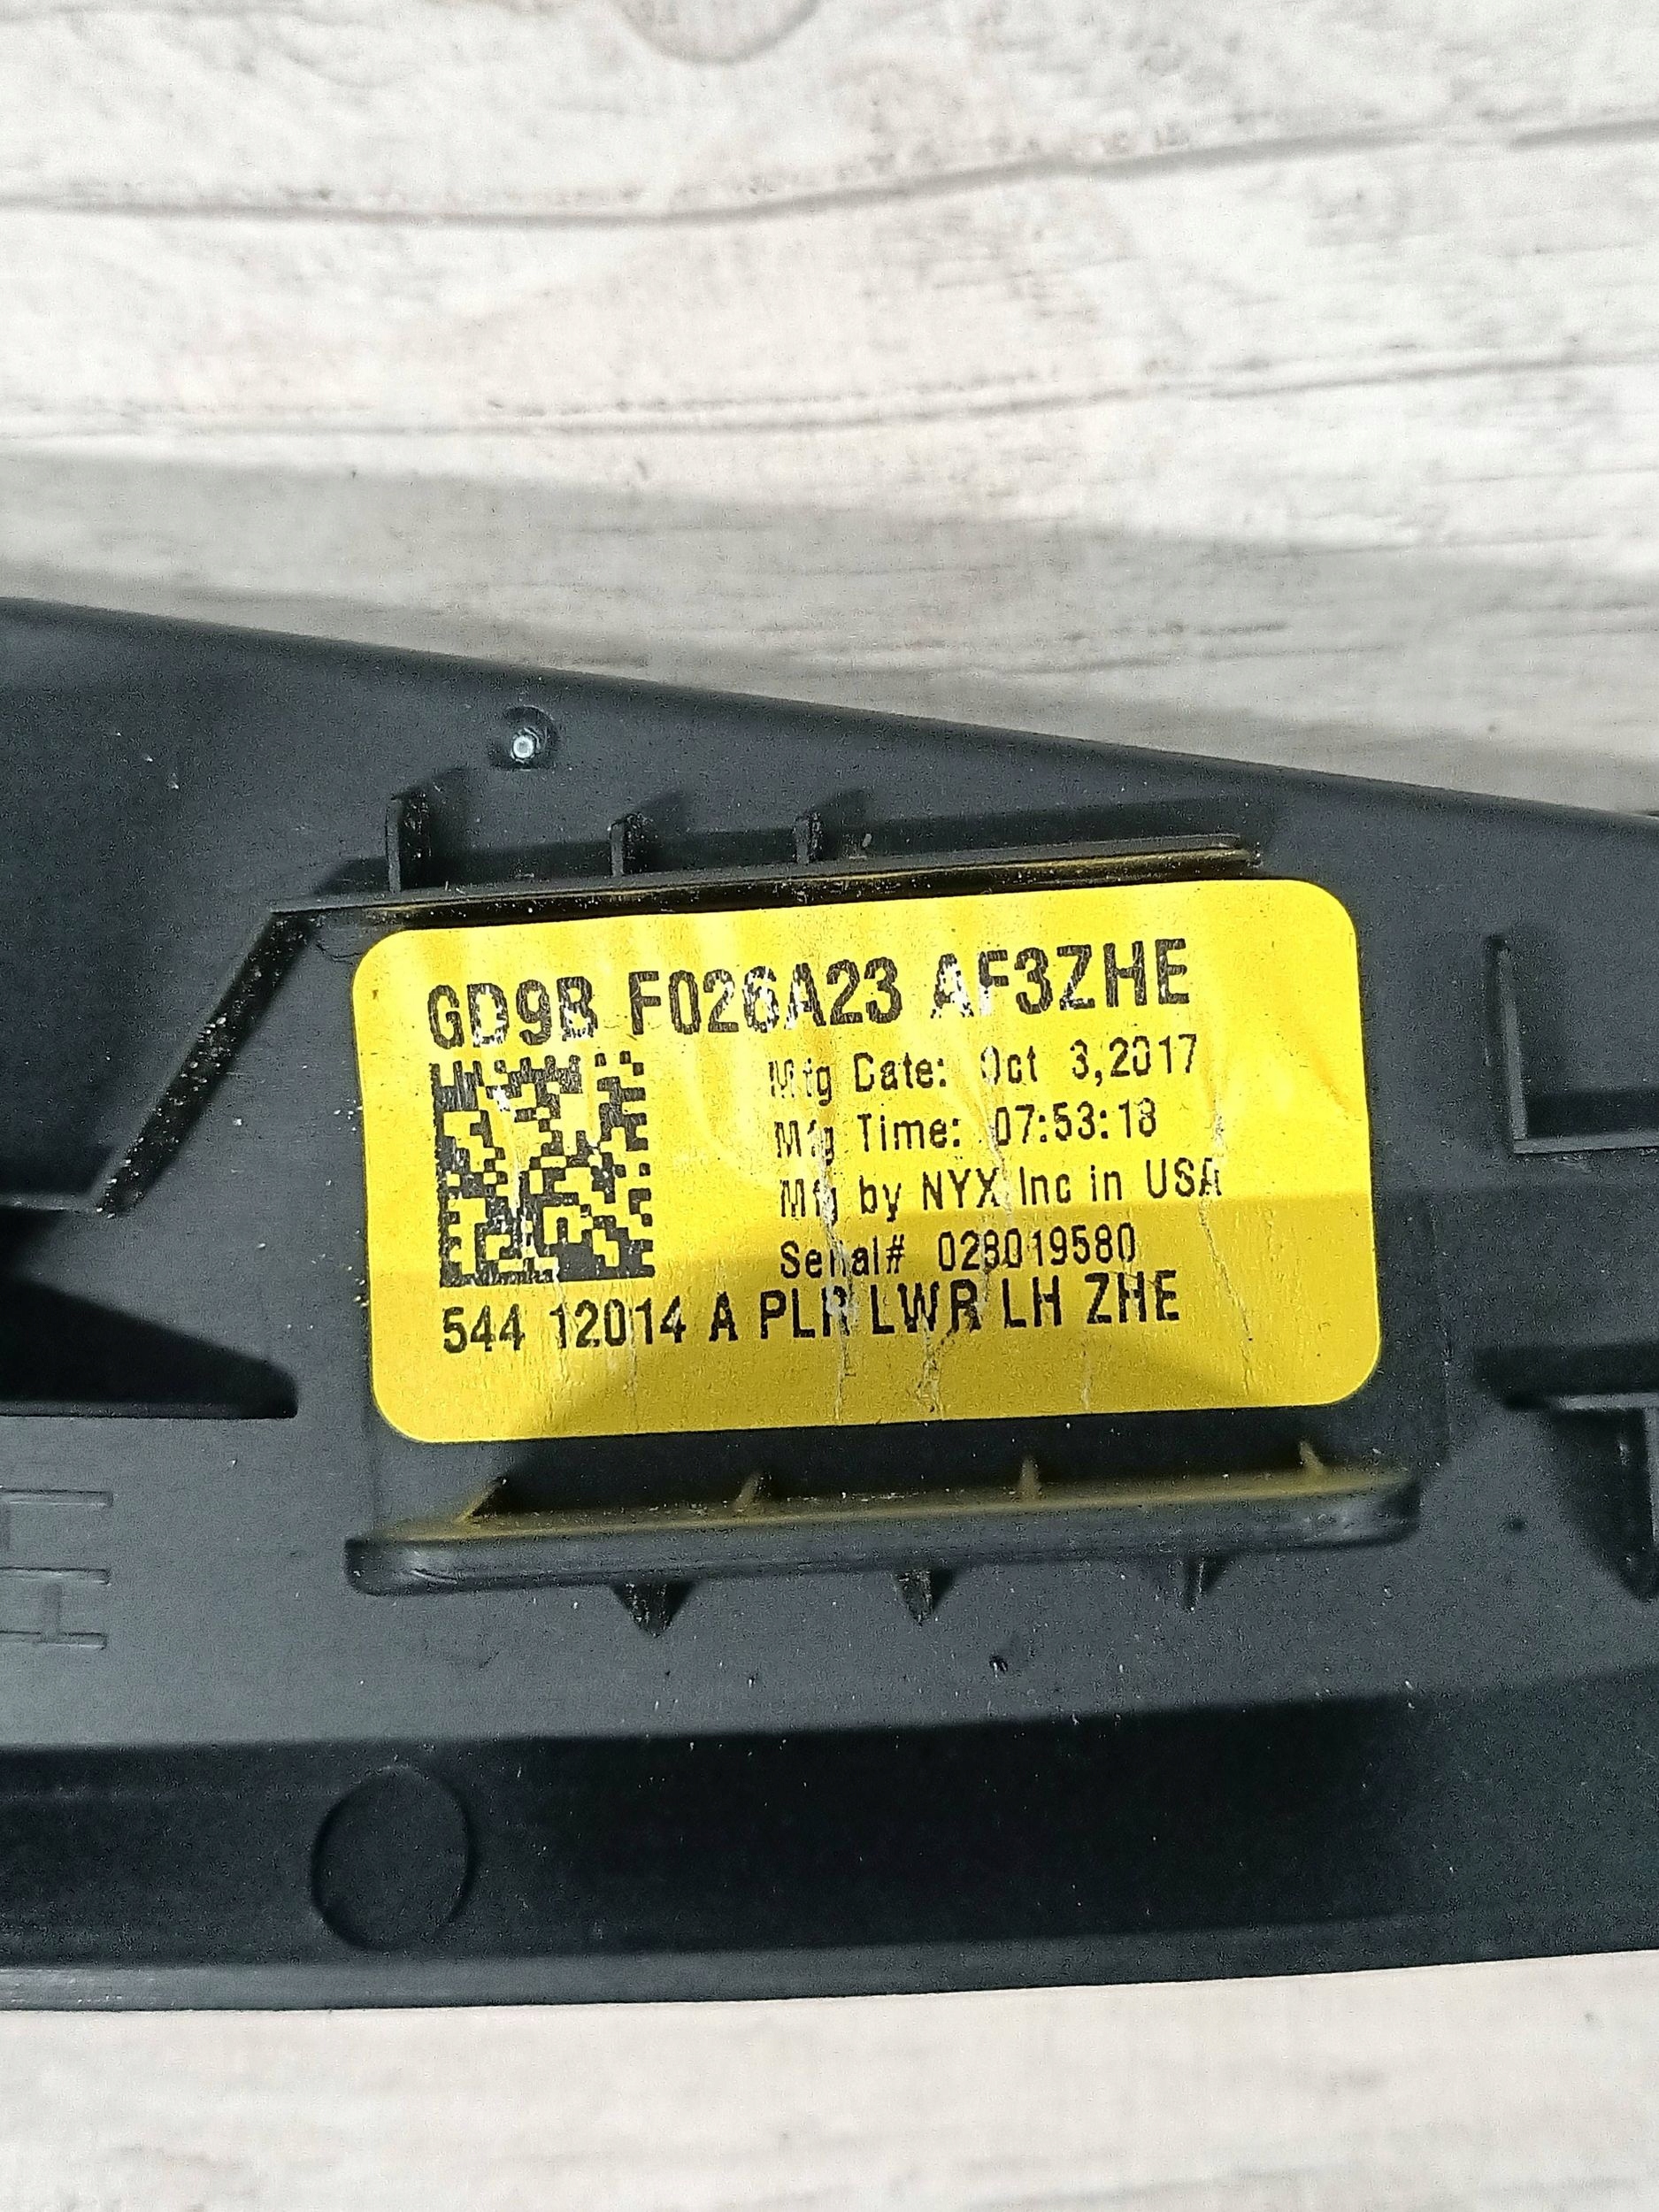 GD9B F026A23 AF3ZHE
Mfg Date: Oct 3,2017
Mfg Time: 07:53:18
Mfg by NYX Inc in USA
Serial# 028019580
544 12014 A PLR LWR LH ZHE